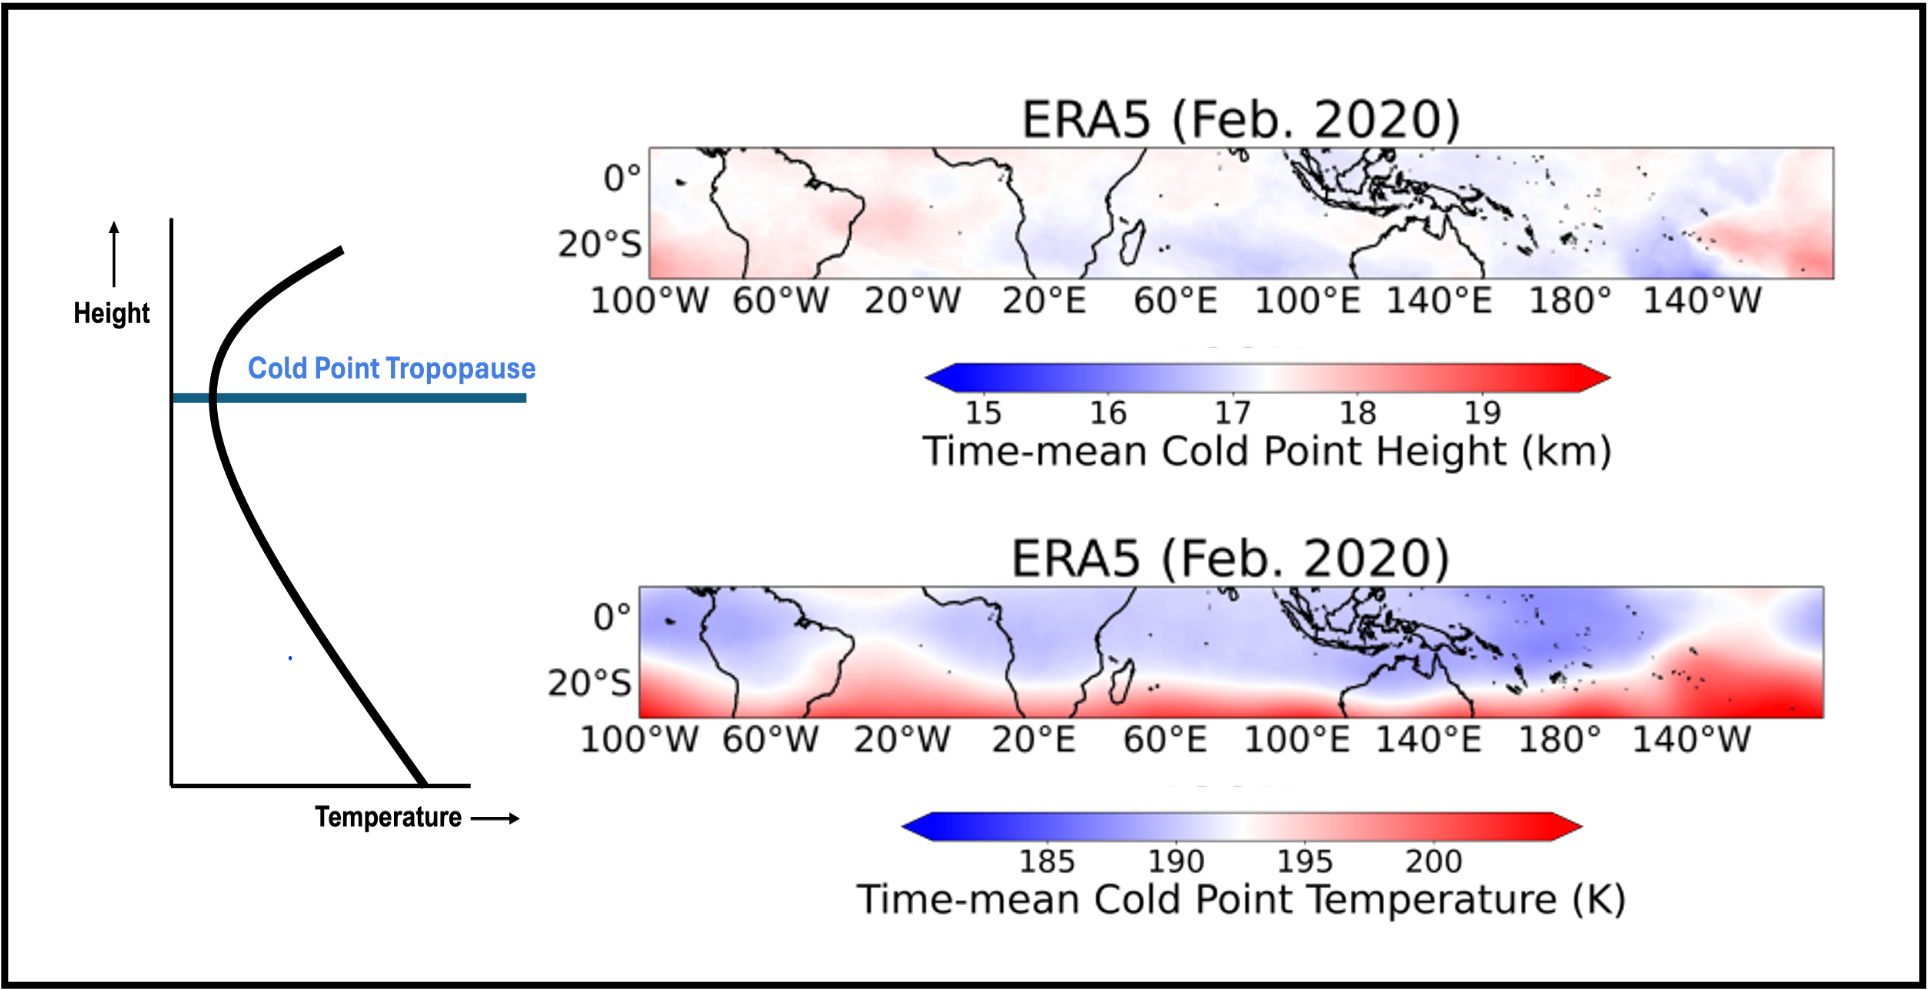 Height
Cold Point Tropopause
Temperature
ERA5 (Feb. 2020)
0°
20°S
100°W 60°W 20°W 20°E 60°E 100°E 140°E 180° 140°W
15 16 17 18 19
Time-mean Cold Point Height (km)
ERA5 (Feb. 2020)
0°
20°S
100°W 60°W 20°W 20°E 60°E 100°E 140°E 180° 140°W
185 190 195 200
Time-mean Cold Point Temperature (K)